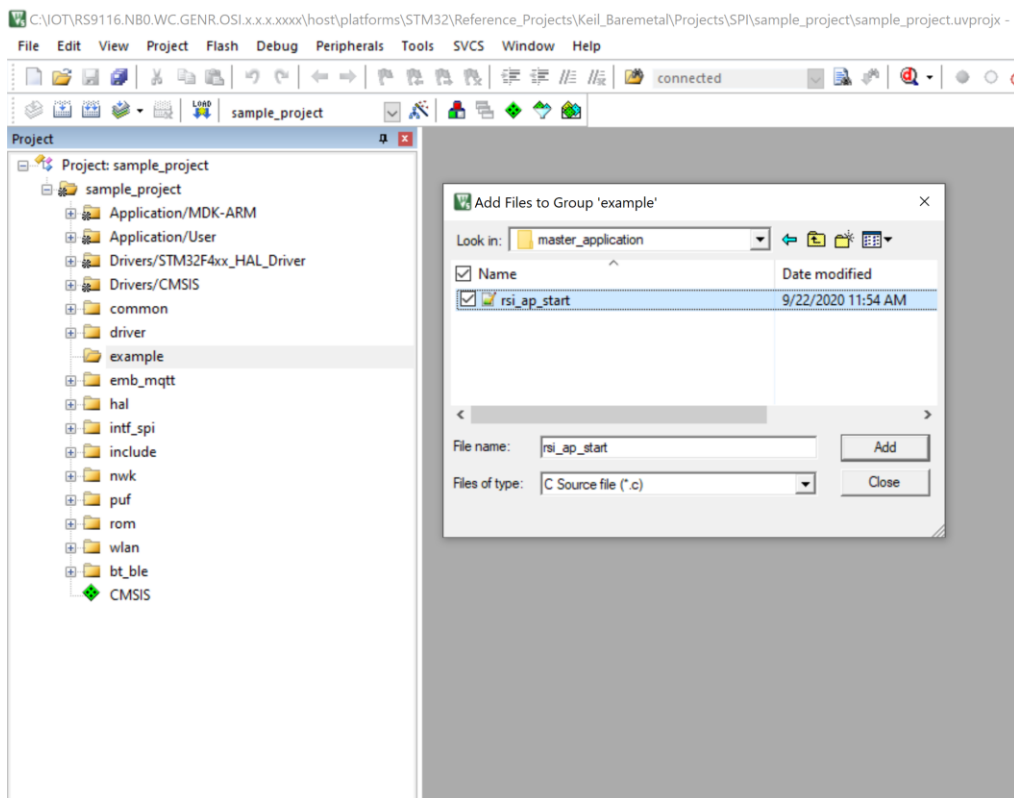 C:\IOT\RS9116.NB0.WC.GENR.OSI.x.x.x.xxxx\host\platforms\STM32\Reference_Projects\Keil_Baremetal\Projects\SPI\sample_project\sample_project.uvprojx -
File Edit View Project Flash Debug Peripherals Tools SVCS Window Help
connected
LOAD sample_project
Project
Project: sample_project
sample_project
Application/MDK-ARM
Application/User
Drivers/STM32F4xx_HAL_Driver
Drivers/CMSIS
common
driver
example
emb_mqtt
hal
intf_spi
include
nwk
puf
rom
wlan
bt_ble
CMSIS
Add Files to Group 'example'
Look in: master_application
Name Date modified
rsi_ap_start 9/22/2020 11:54 AM
File name: rsi_ap_start Add
Files of type: C Source file (*.c) Close